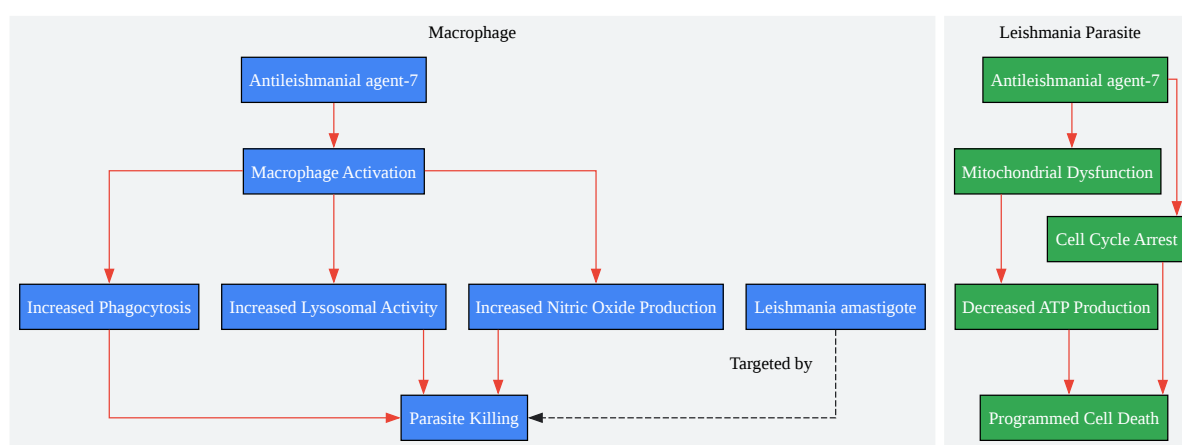 Macrophage
Antileishmanial agent-7
Macrophage Activation
Increased Phagocytosis
Increased Lysosomal Activity
Increased Nitric Oxide Production
Leishmania amastigote
Targeted by
Parasite Killing
Leishmania Parasite
Antileishmanial agent-7
Mitochondrial Dysfunction
Cell Cycle Arrest
Decreased ATP Production
Programmed Cell Death